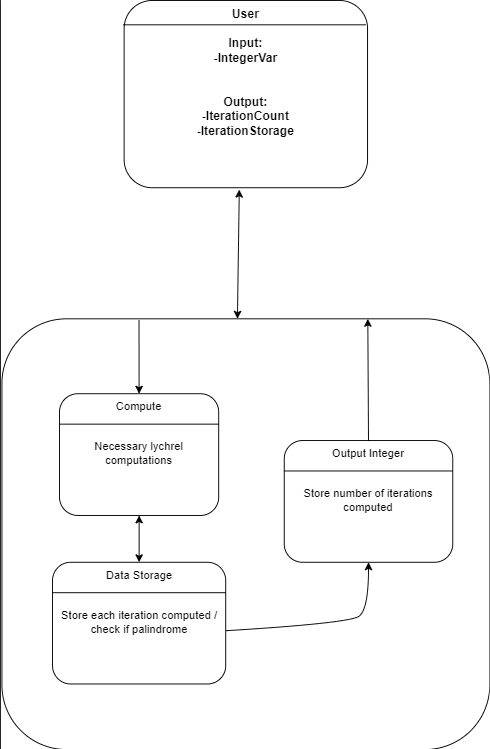 User
Input:
-IntegerVar
Output:
-IterationCount
-IterationStorage
Compute
Necessary lychrel
computations
Output Integer
Store number of iterations
computed
Data Storage
Store each iteration computed /
check if palindrome